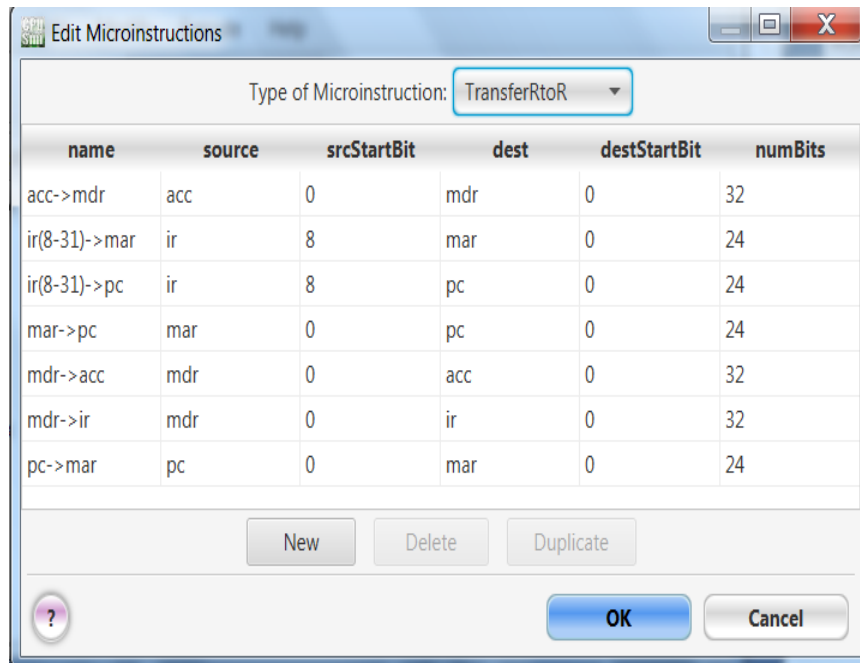 CPU Sim Edit Microinstructions X
Type of Microinstruction: TransferRtoR
name source srcStartBit dest destStartBit numBits
acc->mdr acc 0 mdr 0 32
ir(8-31)->mar ir 8 mar 0 24
ir(8-31)->pc ir 8 pc 0 24
mar->pc mar 0 pc 0 24
mdr->acc mdr 0 acc 0 32
mdr->ir mdr 0 ir 0 32
pc->mar pc 0 mar 0 24
New Delete Duplicate
? OK Cancel